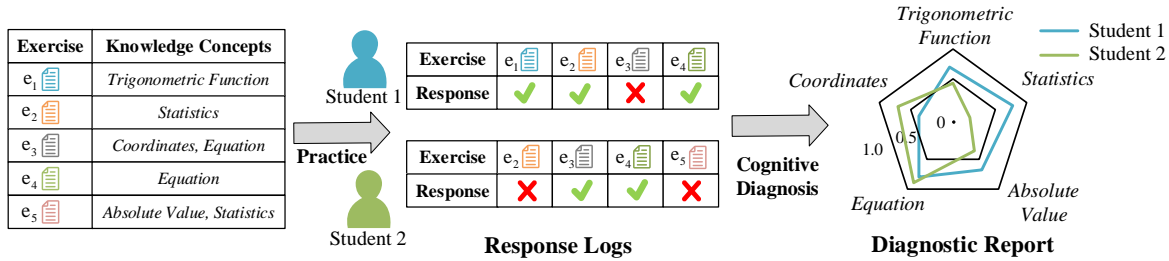 Exercise Knowledge Concepts
e1 Trigonometric Function
e2 Statistics
e3 Coordinates, Equation
e4 Equation
e5 Absolute Value, Statistics
Practice
Student 1
Student 2
Exercise e1 e2 e3 e4
Response
Exercise e2 e3 e4 e5
Response
Response Logs
Cognitive
Diagnosis
Trigonometric
Function
Student 1
Student 2
Coordinates
Statistics
0
0.5
1.0
Equation
Absolute
Value
Diagnostic Report